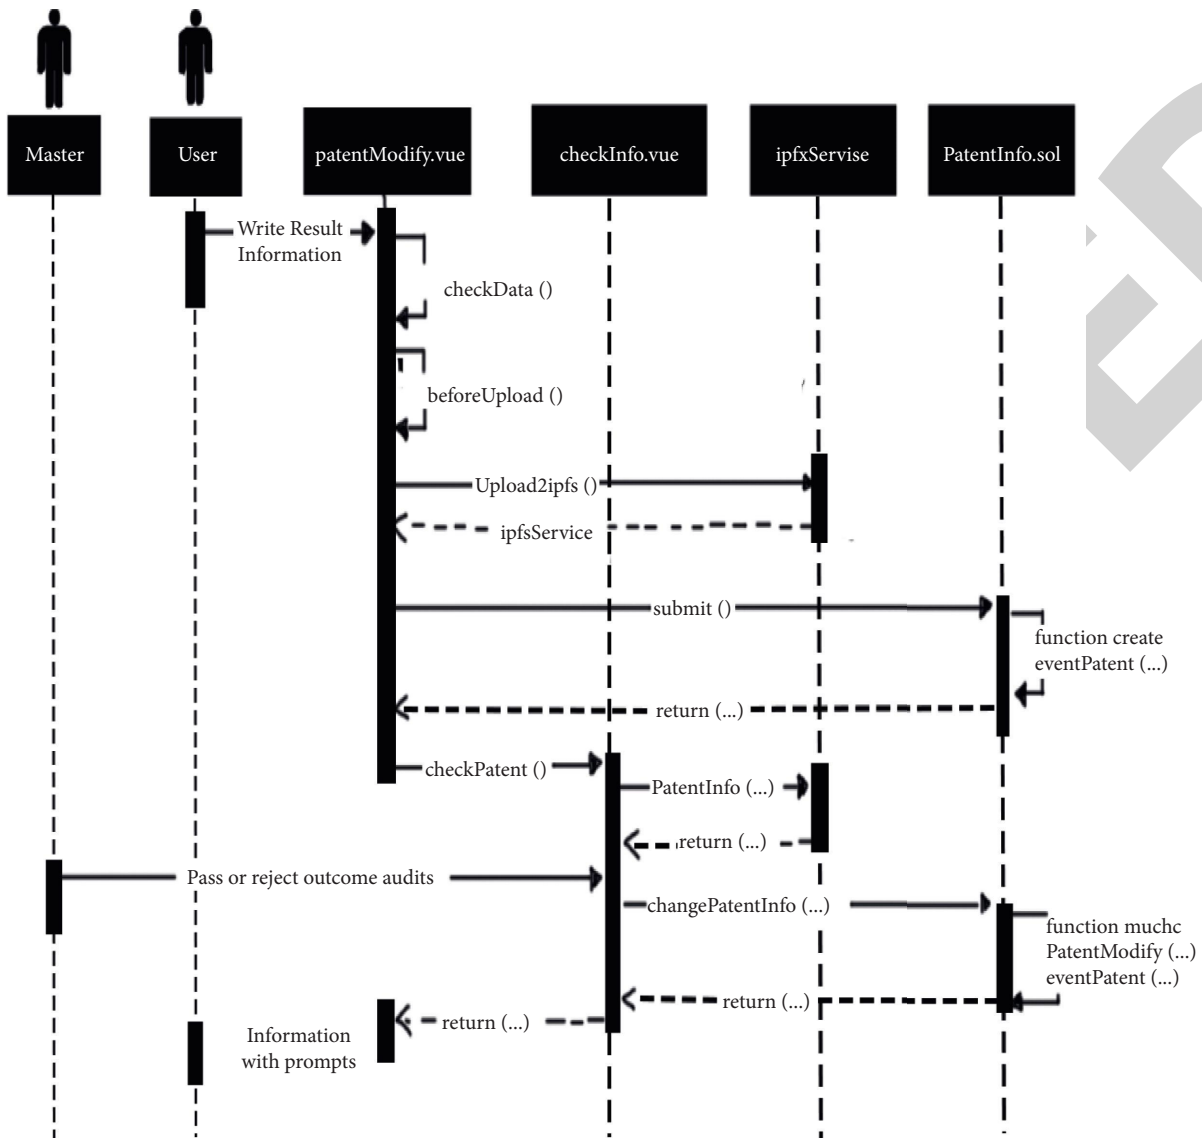 Master
User
patentModify.vue
checkInfo.vue
ipfxServise
PatentInfo.sol
Write Result
Information
checkData ()
beforeUpload ()
Upload2ipfs ()
ipfsService
submit ()
function create
eventPatent (...)
return (...)
checkPatent ()
PatentInfo (...)
return (...)
Pass or reject outcome audits
changePatentInfo (...)
function muchc
PatentModify (...)
eventPatent (...)
return (...)
return (...)
Information
with prompts